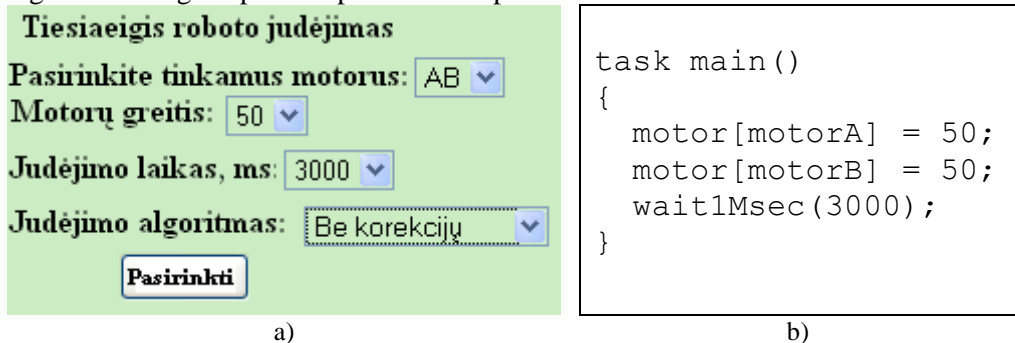 Tiesiaeigis roboto judėjimas
Pasirinkite tinkamus motorus: AB
Motorų greitis: 50
Judėjimo laikas, ms: 3000
Judėjimo algoritmas: Be korekcijų
Pasirinkti
a)
task main()
{
motor[motorA] = 50;
motor[motorB] = 50;
wait1Msec(3000);
}
b)